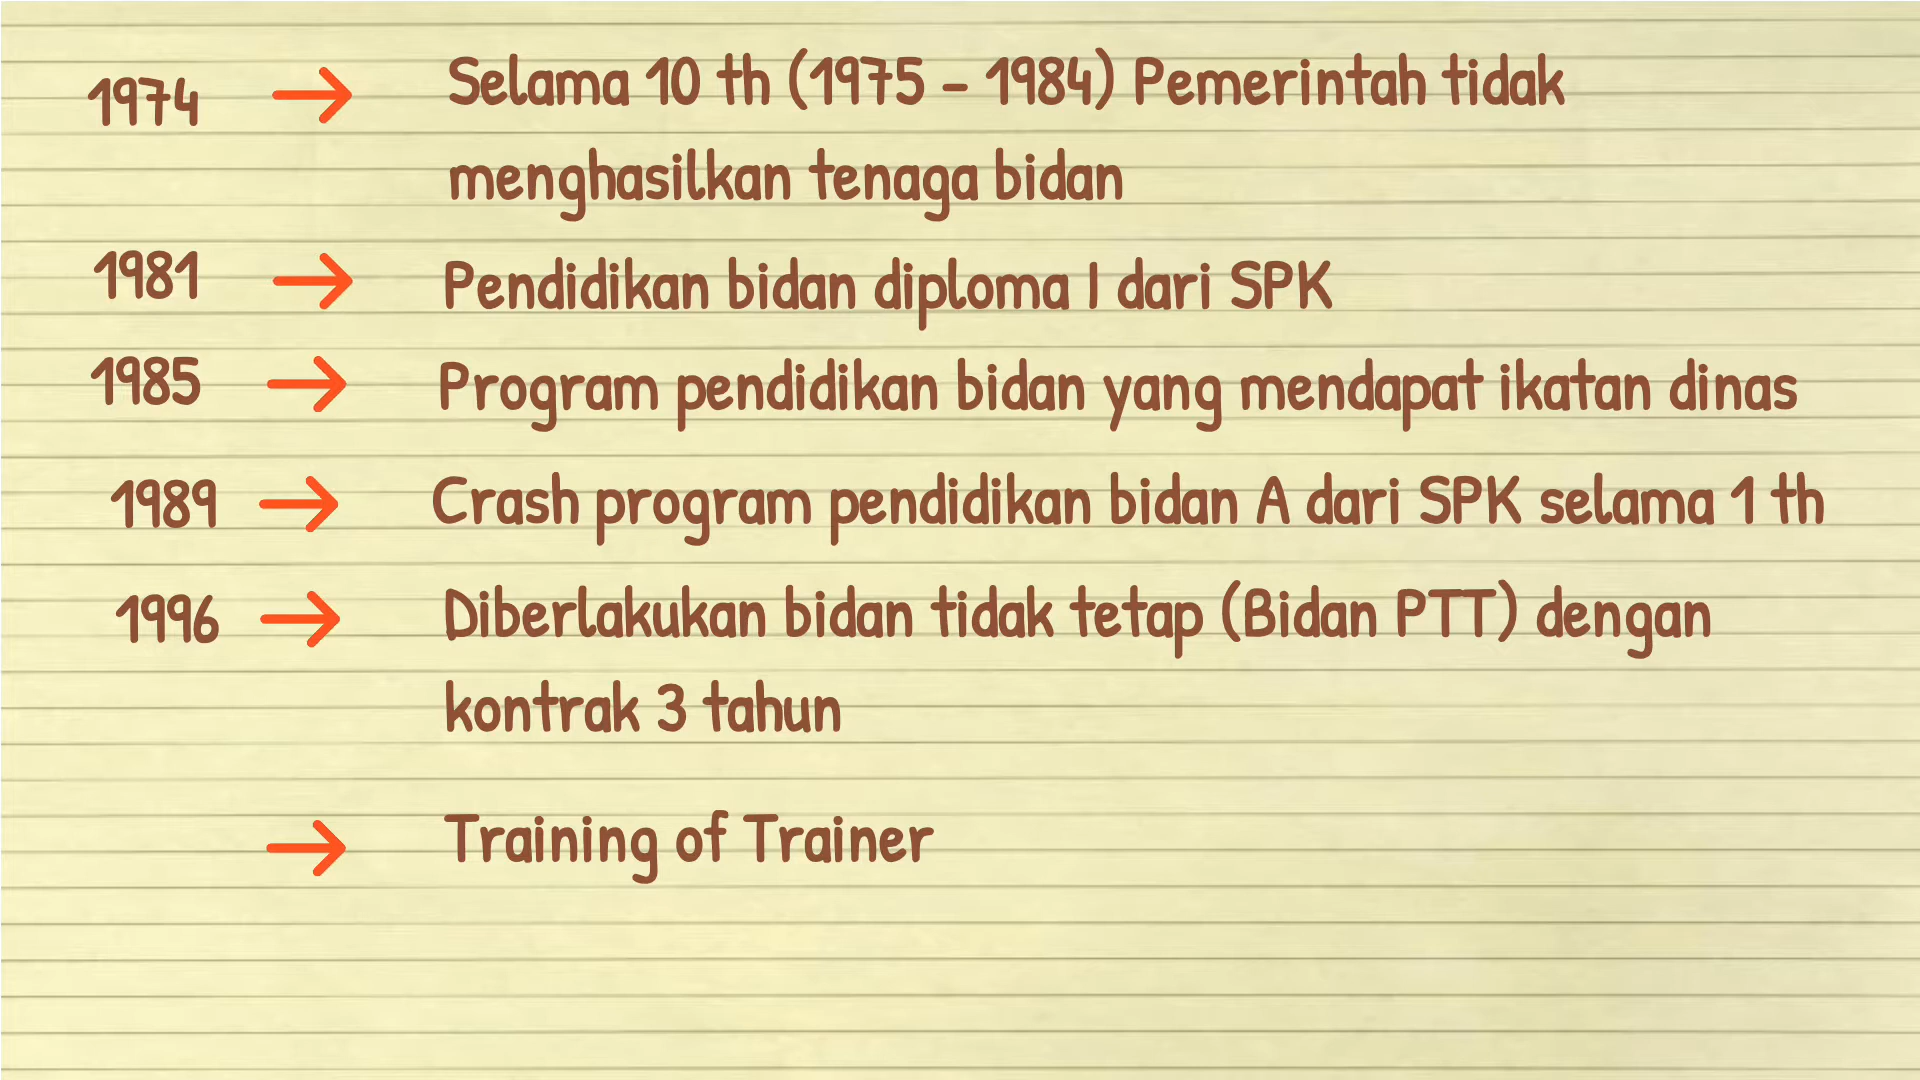 1974 → Selama 10 th (1975 - 1984) Pemerintah tidak
menghasilkan tenaga bidan
1981 → Pendidikan bidan diploma I dari SPK
1985 → Program pendidikan bidan yang mendapat ikatan dinas
1989 → Crash program pendidikan bidan A dari SPK selama 1 th
1996 → Diberlakukan bidan tidak tetap (Bidan PTT) dengan
kontrak 3 tahun
→ Training of Trainer